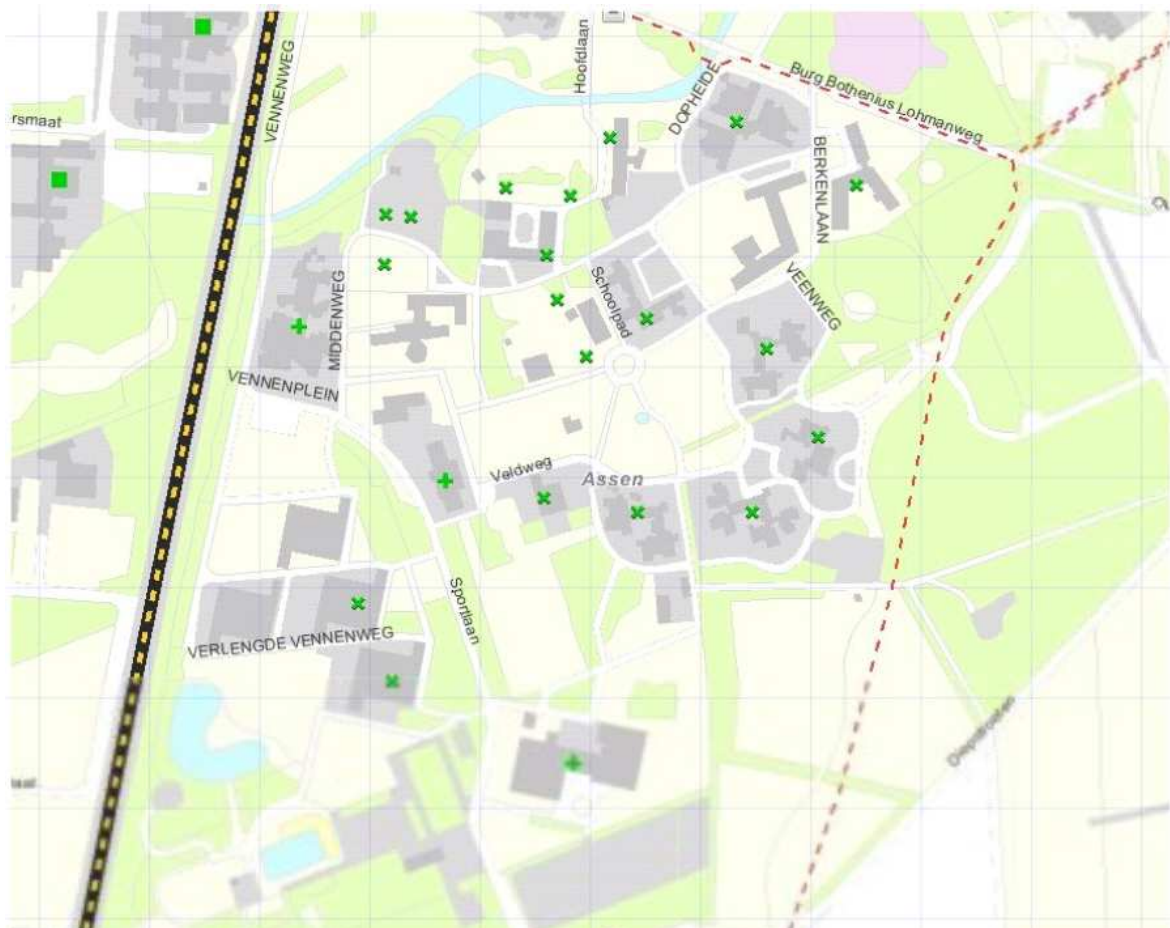 Hoofdlaan
VENNENWEG
DOPHEIDE
Burg Bothenius Lohmanweg
rsmaat
BERKENLAAN
Schoolpad
VEENWEG
MIDDENWEG
VENNENPLEIN
Veldweg
Assen
Sportlaan
VERLENGDE VENNENWEG